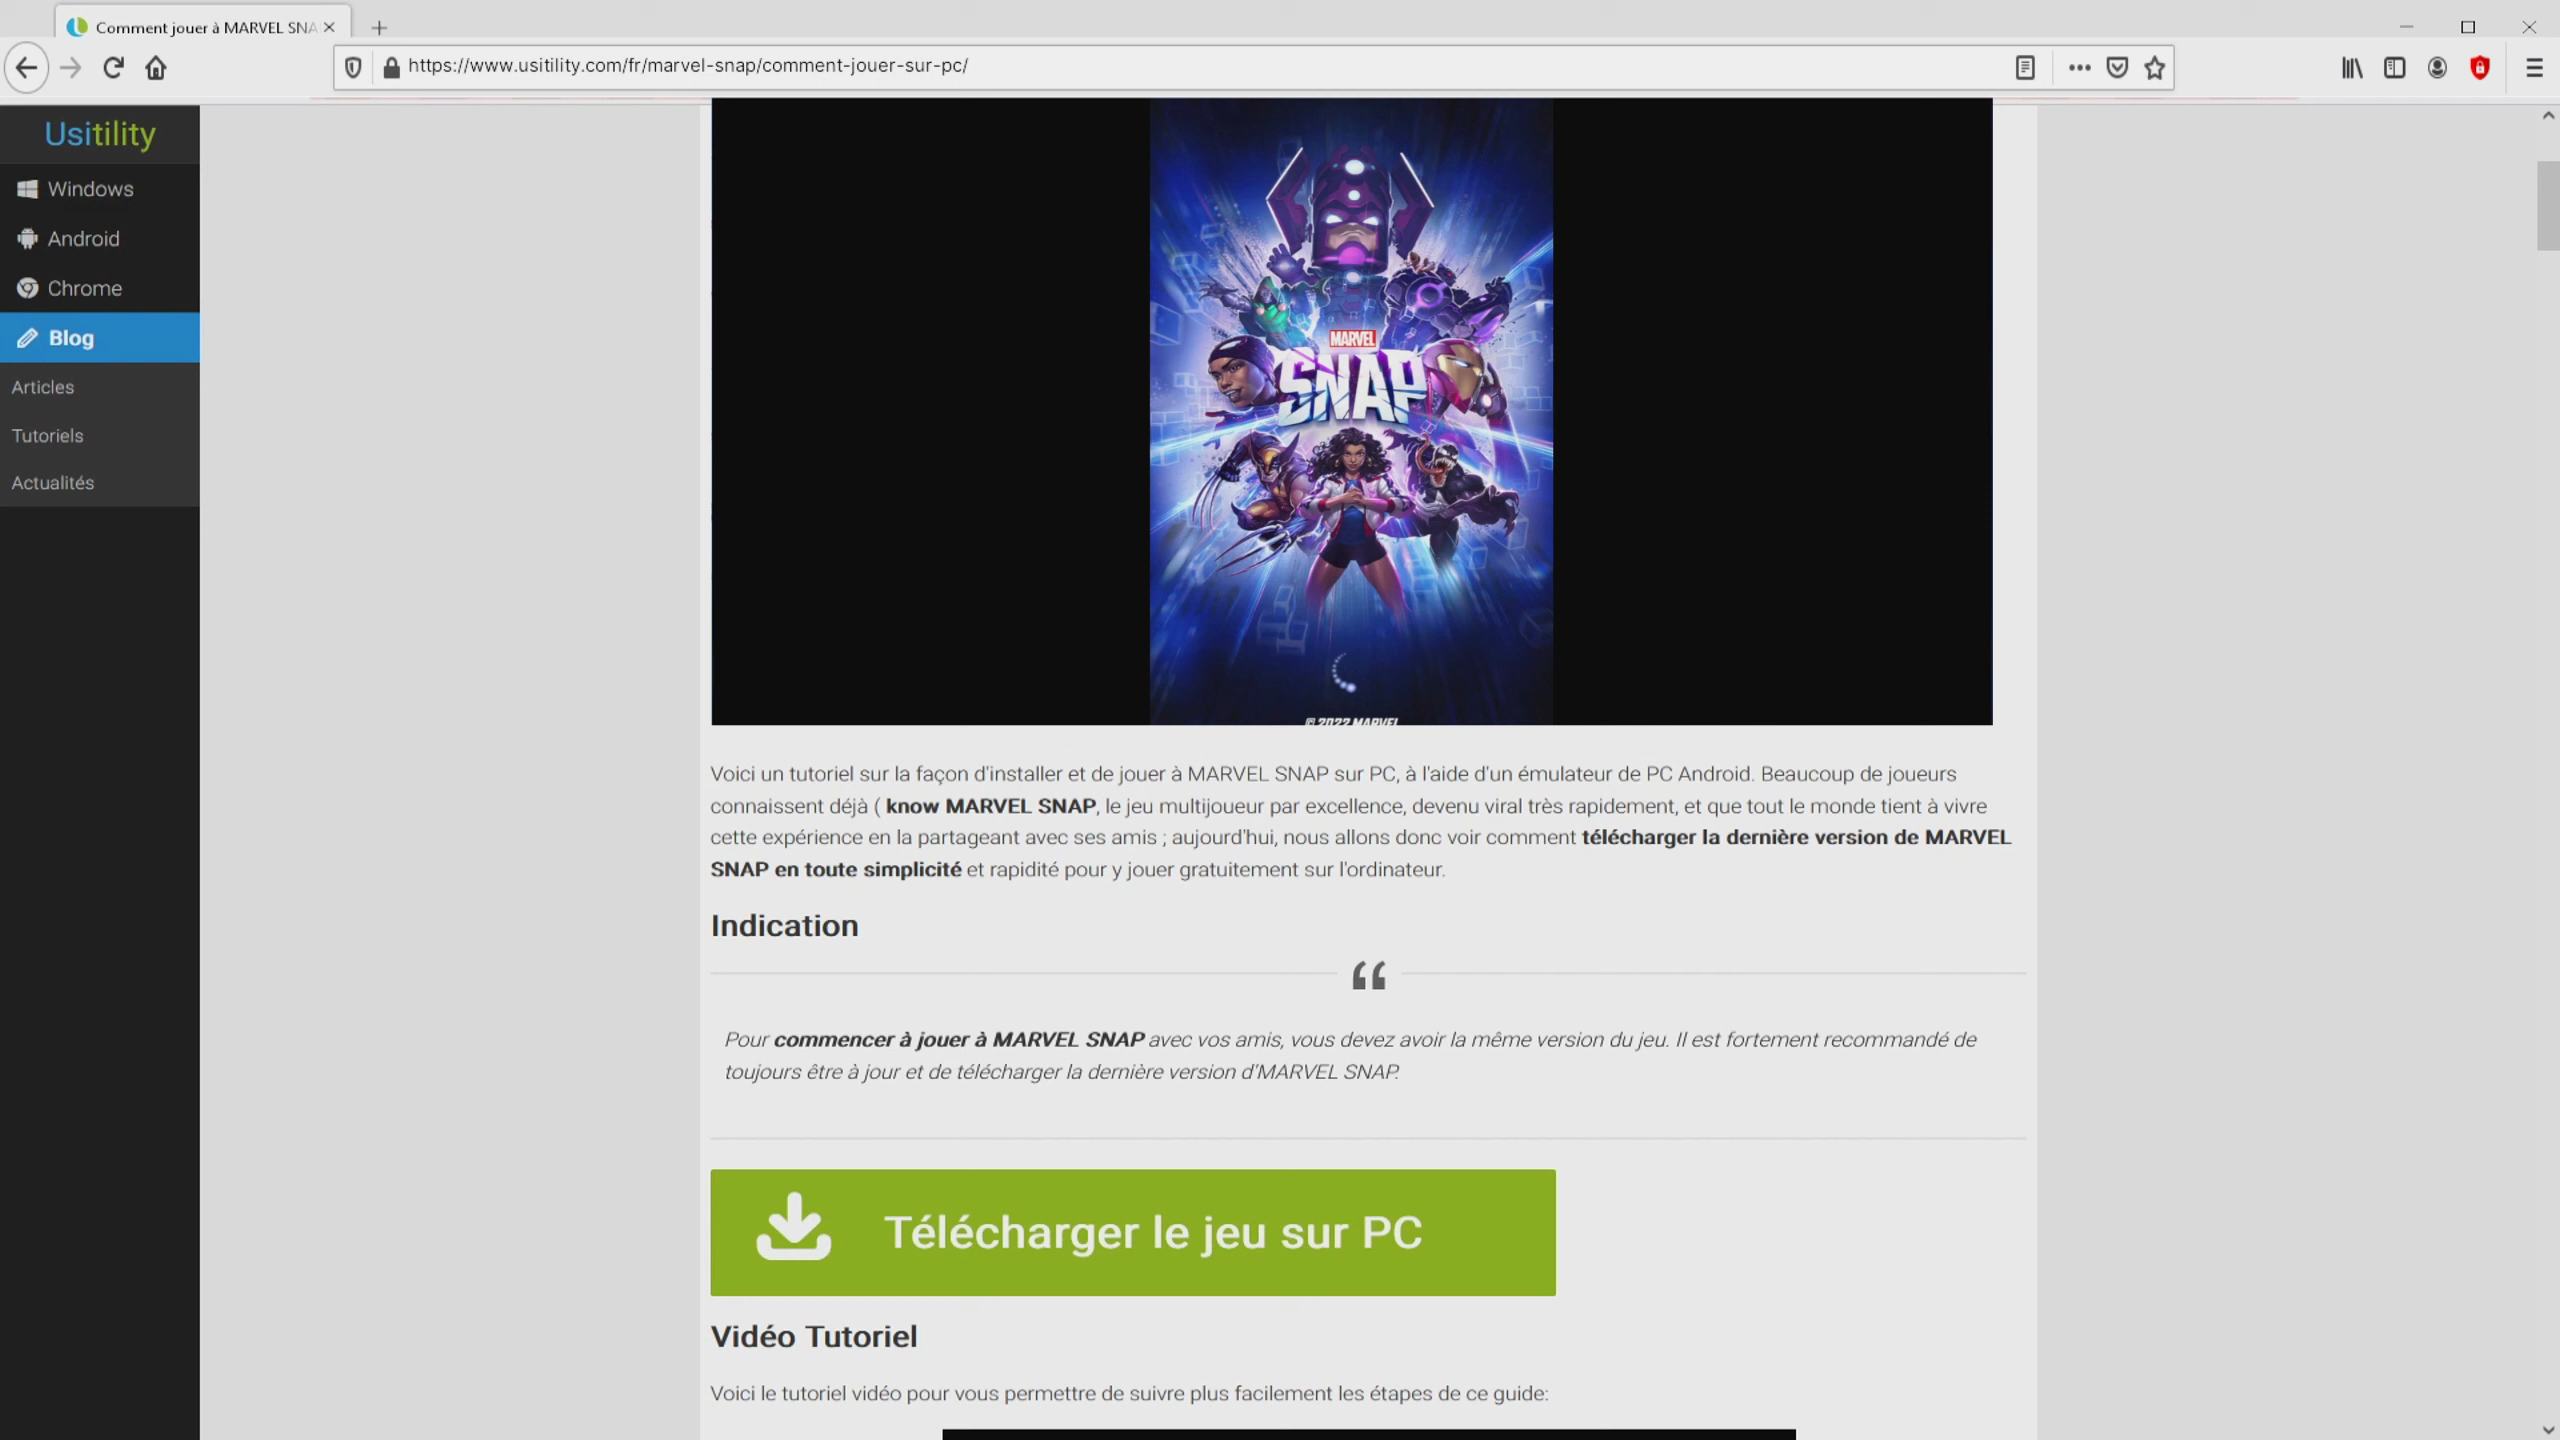 Comment jouer à MARVEL SNA
https://www.usitility.com/fr/marvel-snap/comment-jouer-sur-pc/
Usitility
Windows
Android
Chrome
Blog
Articles
Tutoriels
Actualités
MARVEL
SNAP
© 2022 MARVEL
Voici un tutoriel sur la façon d'installer et de jouer à MARVEL SNAP sur PC, à l'aide d'un émulateur de PC Android. Beaucoup de joueurs
connaissent déjà ( know MARVEL SNAP, le jeu multijoueur par excellence, devenu viral très rapidement, et que tout le monde tient à vivre
cette expérience en la partageant avec ses amis ; aujourd'hui, nous allons donc voir comment télécharger la dernière version de MARVEL
SNAP en toute simplicité et rapidité pour y jouer gratuitement sur l'ordinateur.
Indication
Pour commencer à jouer à MARVEL SNAP avec vos amis, vous devez avoir la même version du jeu. Il est fortement recommandé de
toujours être à jour et de télécharger la dernière version d'MARVEL SNAP.
Télécharger le jeu sur PC
Vidéo Tutoriel
Voici le tutoriel vidéo pour vous permettre de suivre plus facilement les étapes de ce guide: